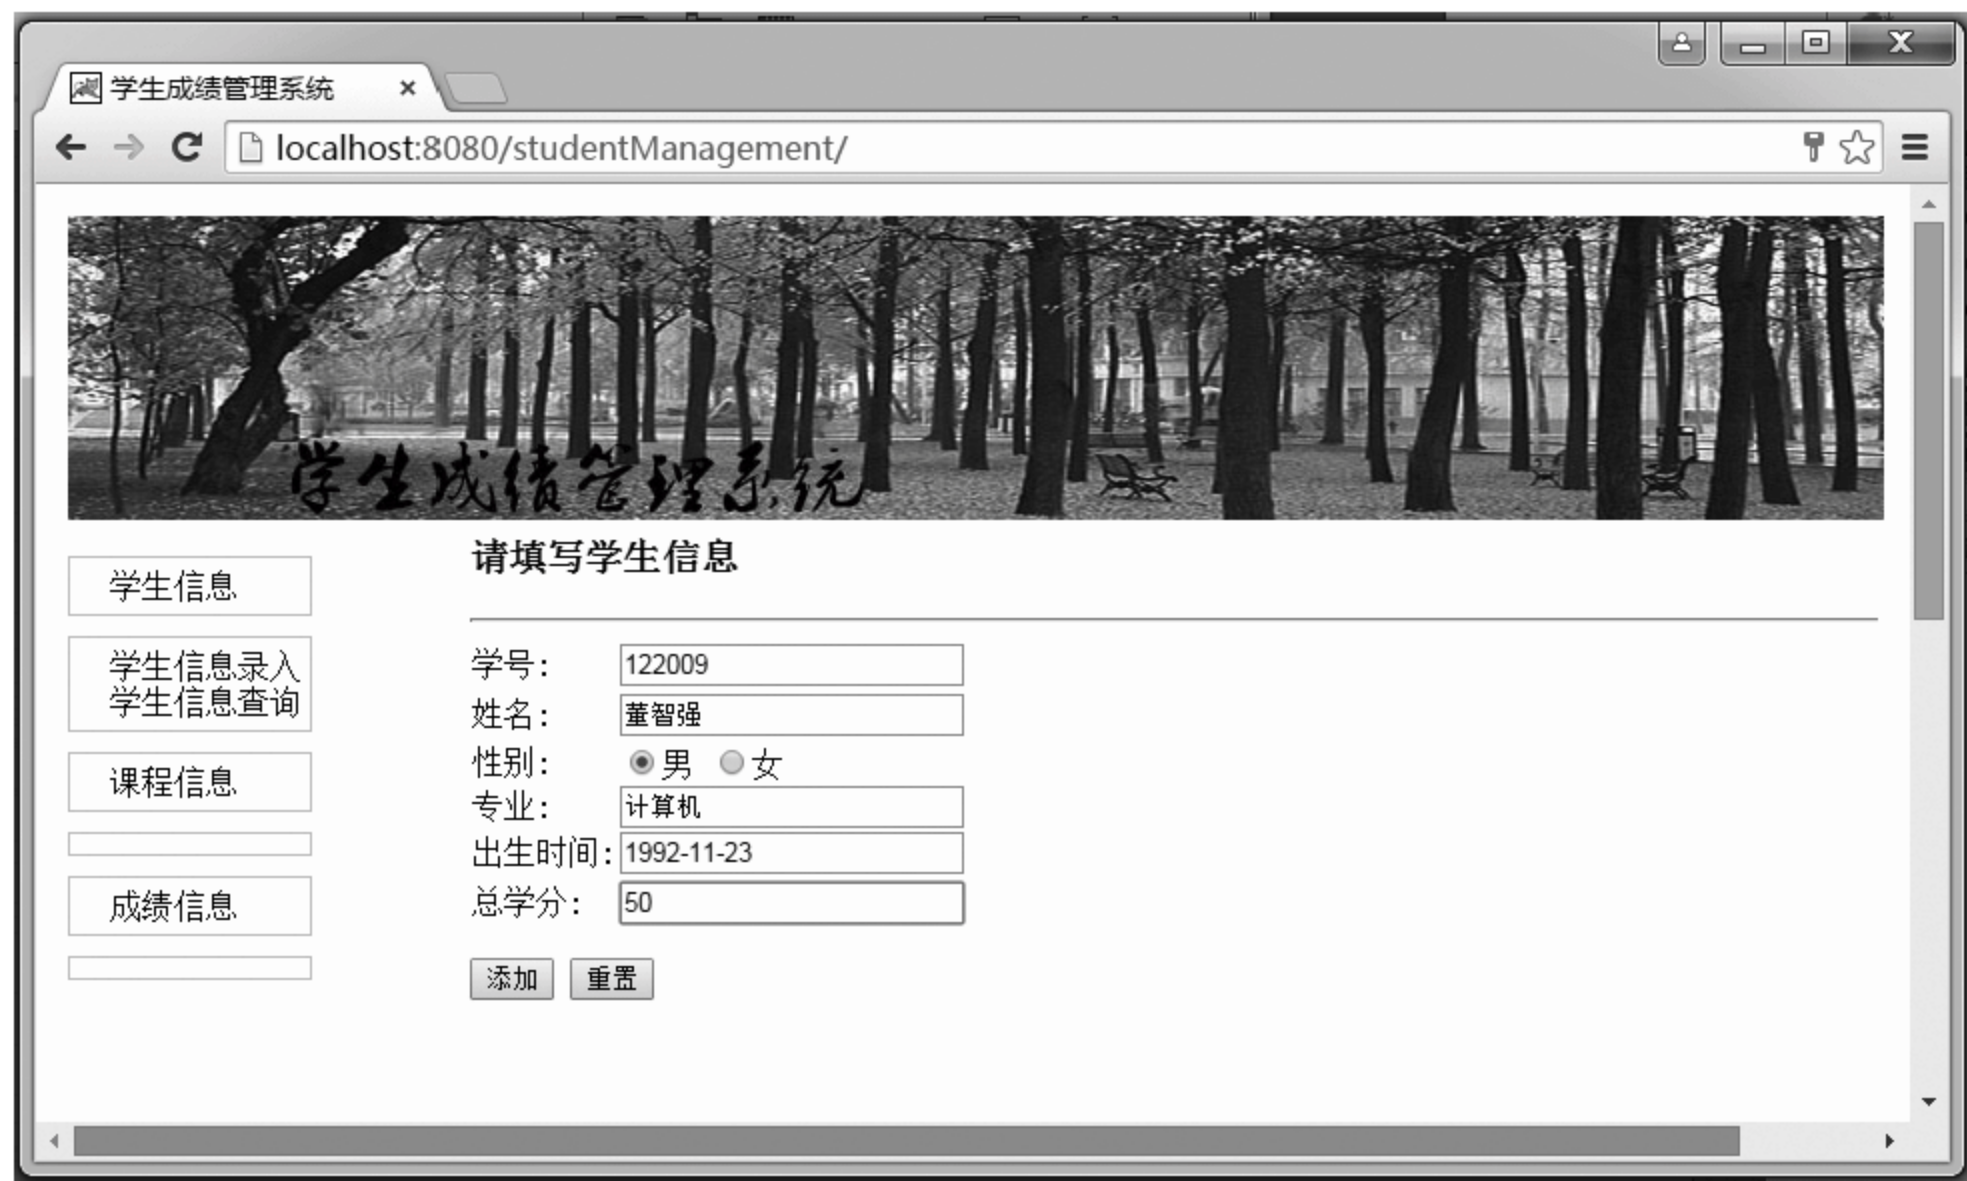 学生成绩管理系统
localhost:8080/studentManagement/
学生成绩管理系统
请填写学生信息
学生信息
学生信息录入
学生信息查询
课程信息
成绩信息
学号: 122009
姓名: 董智强
性别: 男 女
专业: 计算机
出生时间: 1992-11-23
总学分: 50
添加 重置